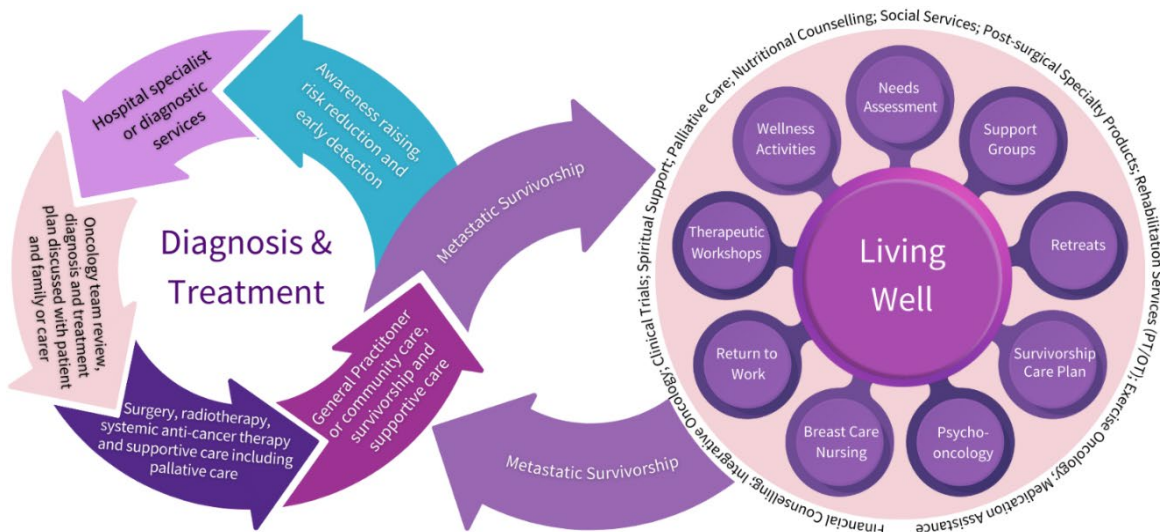 Awareness raising,
risk reduction and
early detection
Hospital specialist
or diagnostic
services
Oncology team review,
diagnosis and treatment
plan discussed with patient
and family or carer
Surgery, radiotherapy,
systemic anti-cancer therapy
and supportive care including
pallative care
General Practitioner
or community care,
survivorship and
supportive care
Diagnosis &
Treatment
Metastatic Survivorship
Metastatic Survivorship
Living
Well
Needs
Assessment
Support
Groups
Retreats
Survivorship
Care Plan
Psycho-
oncology
Breast Care
Nursing
Return to
Work
Therapeutic
Workshops
Wellness
Activities
Financial Counselling; Integrative Oncology; Clinical Trials; Spiritual Support; Palliative Care; Nutritional Counselling; Social Services; Post-surgical Specialty Products; Rehabilitation Services (PT/OT); Exercise Oncology; Medication Assistance